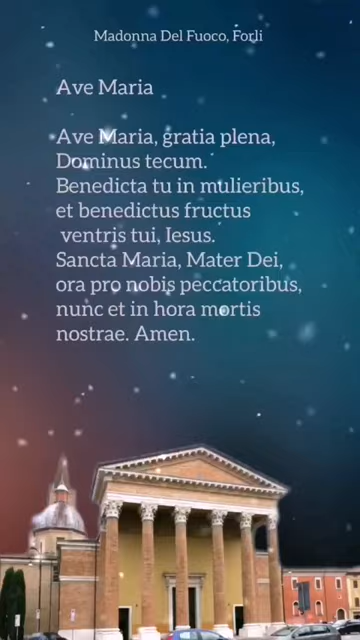 Madonna Del Fuoco, Forli
Ave Maria
Ave Maria, gratia plena,
Dominus tecum.
Benedicta tu in mulieribus,
et benedictus fructus
ventris tui, Iesus.
Sancta Maria, Mater Dei,
ora pro nobis peccatoribus,
nunc et in hora mortis
nostrae. Amen.